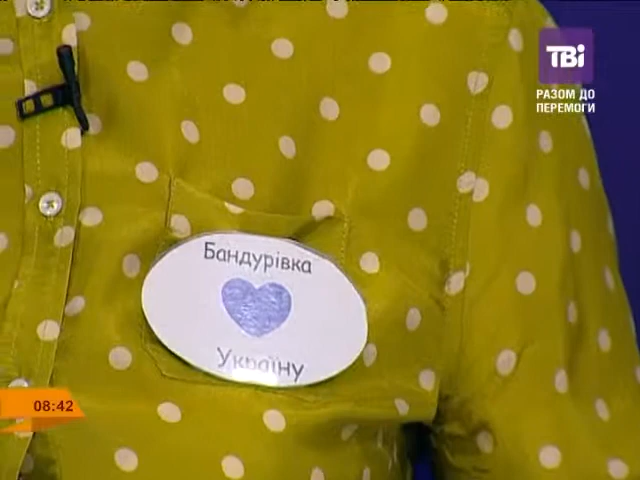 ТВі
РАЗОМ ДО
ПЕРЕМОГИ
Бандурівка
Україну
08:42